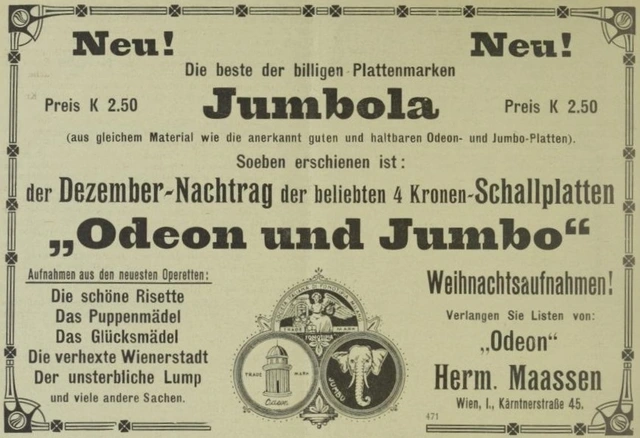 Neu! Neu!
Die beste der billigen Plattenmarken
Preis K 2.50 Jumbola Preis K 2.50
(aus gleichem Material wie die anerkannt guten und haltbaren Odeon- und Jumbo-Platten).
Soeben erschienen ist:
der Dezember-Nachtrag der beliebten 4 Kronen-Schallplatten
„Odeon und Jumbo“
Aufnahmen aus den neuesten Operetten:
Die schöne Risette
Das Puppenmädel
Das Glücksmädel
Die verhexte Wienerstadt
Der unsterbliche Lump
und viele andere Sachen.
TRADE MARK
TRADE MARK
Odeon
JUMBO
Weihnachtsaufnahmen!
Verlangen Sie Listen von:
„Odeon“
Herm. Maassen
Wien, I., Kärntnerstraße 45.
471